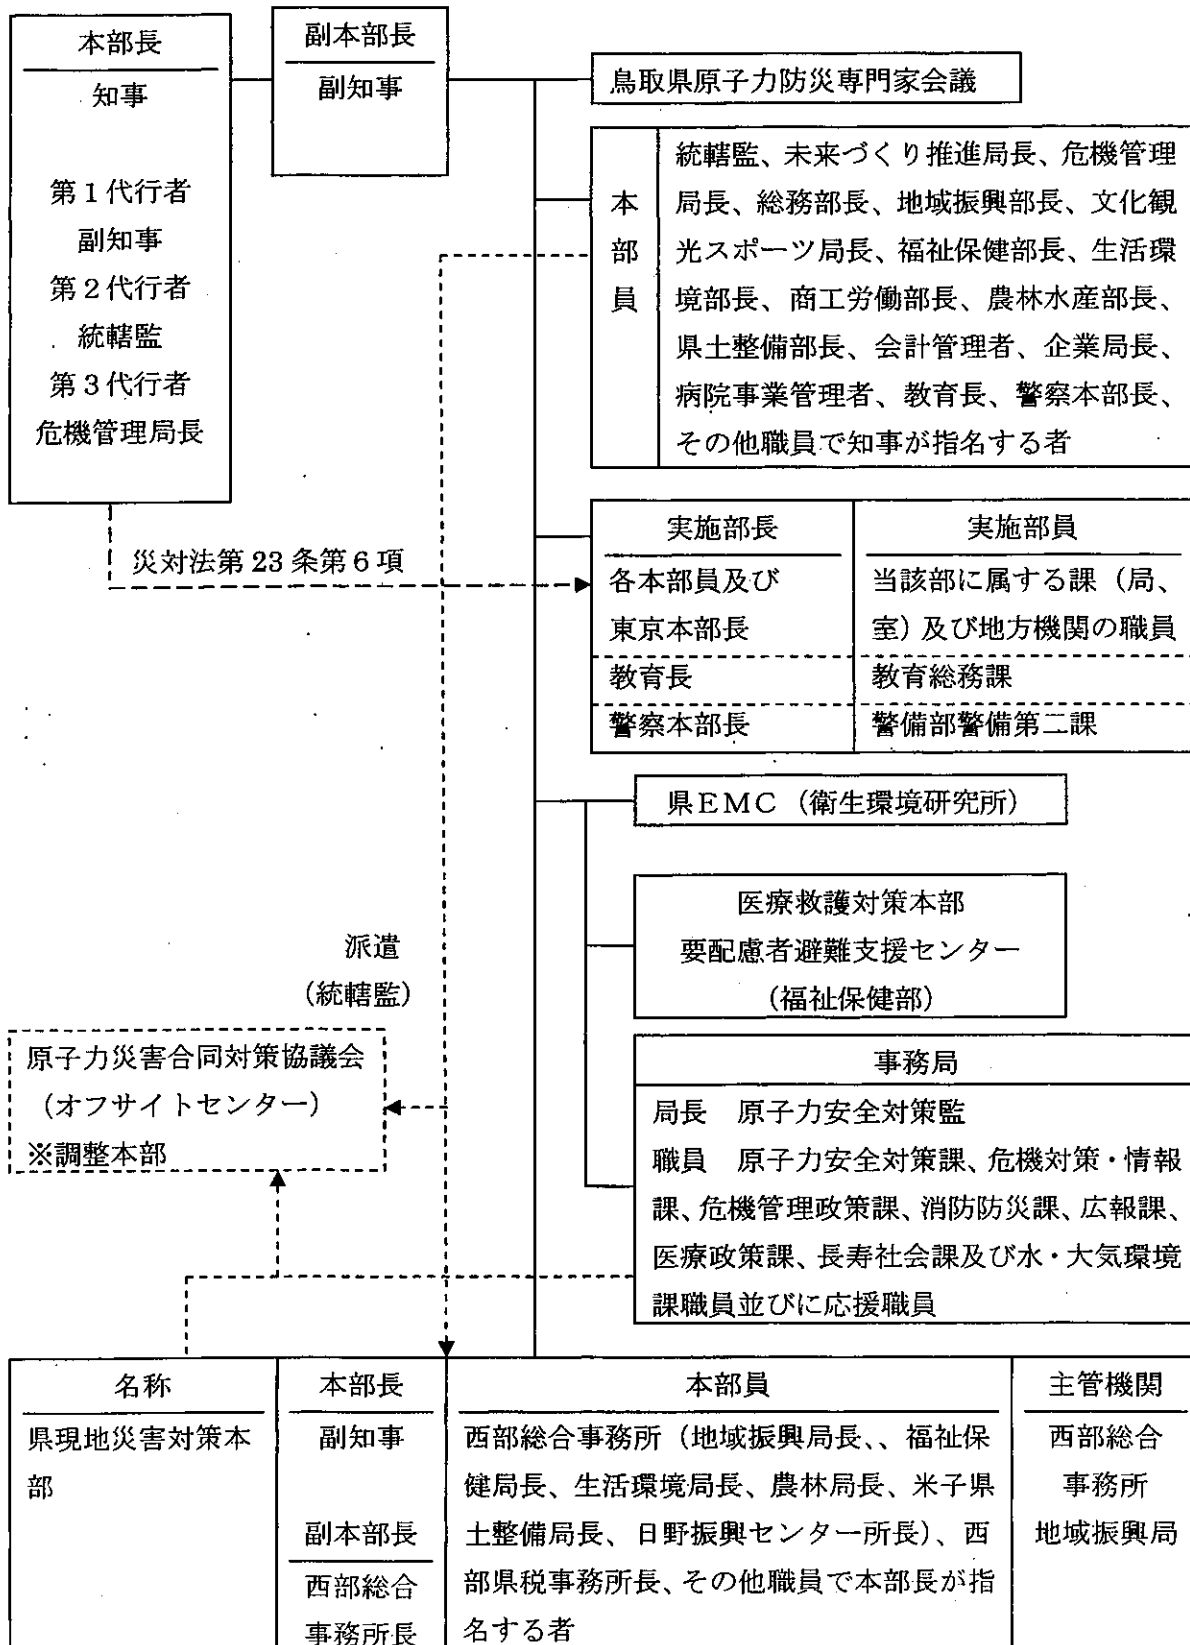 本部長
知事
第1代行者
副知事
第2代行者
統轄監
第3代行者
危機管理局長
副本部長
副知事
鳥取県原子力防災専門家会議
本部員
統轄監、未来づくり推進局長、危機管理
局長、総務部長、地域振興部長、文化観
光スポーツ局長、福祉保健部長、生活環
境部長、商工労働部長、農林水産部長、
県土整備部長、会計管理者、企業局長、
病院事業管理者、教育長、警察本部長、
その他職員で知事が指名する者
災対法第23条第6項
実施部長
実施部員
各本部員及び
東京本部長
当該部に属する課（局、
室）及び地方機関の職員
教育長
教育総務課
警察本部長
警備部警備第二課
県EMC（衛生環境研究所）
医療救護対策本部
要配慮者避難支援センター
（福祉保健部）
派遣
（統轄監）
原子力災害合同対策協議会
（オフサイトセンター）
※調整本部
事務局
局長　原子力安全対策監
職員　原子力安全対策課、危機対策・情報
課、危機管理政策課、消防防災課、広報課、
医療政策課、長寿社会課及び水・大気環境
課職員並びに応援職員
名称
県現地災害対策本
部
本部長
副知事
副本部長
西部総合
事務所長
本部員
西部総合事務所（地域振興局長、、福祉保
健局長、生活環境局長、農林局長、米子県
土整備局長、日野振興センター所長）、西
部県税事務所長、その他職員で本部長が指
名する者
主管機関
西部総合
事務所
地域振興局